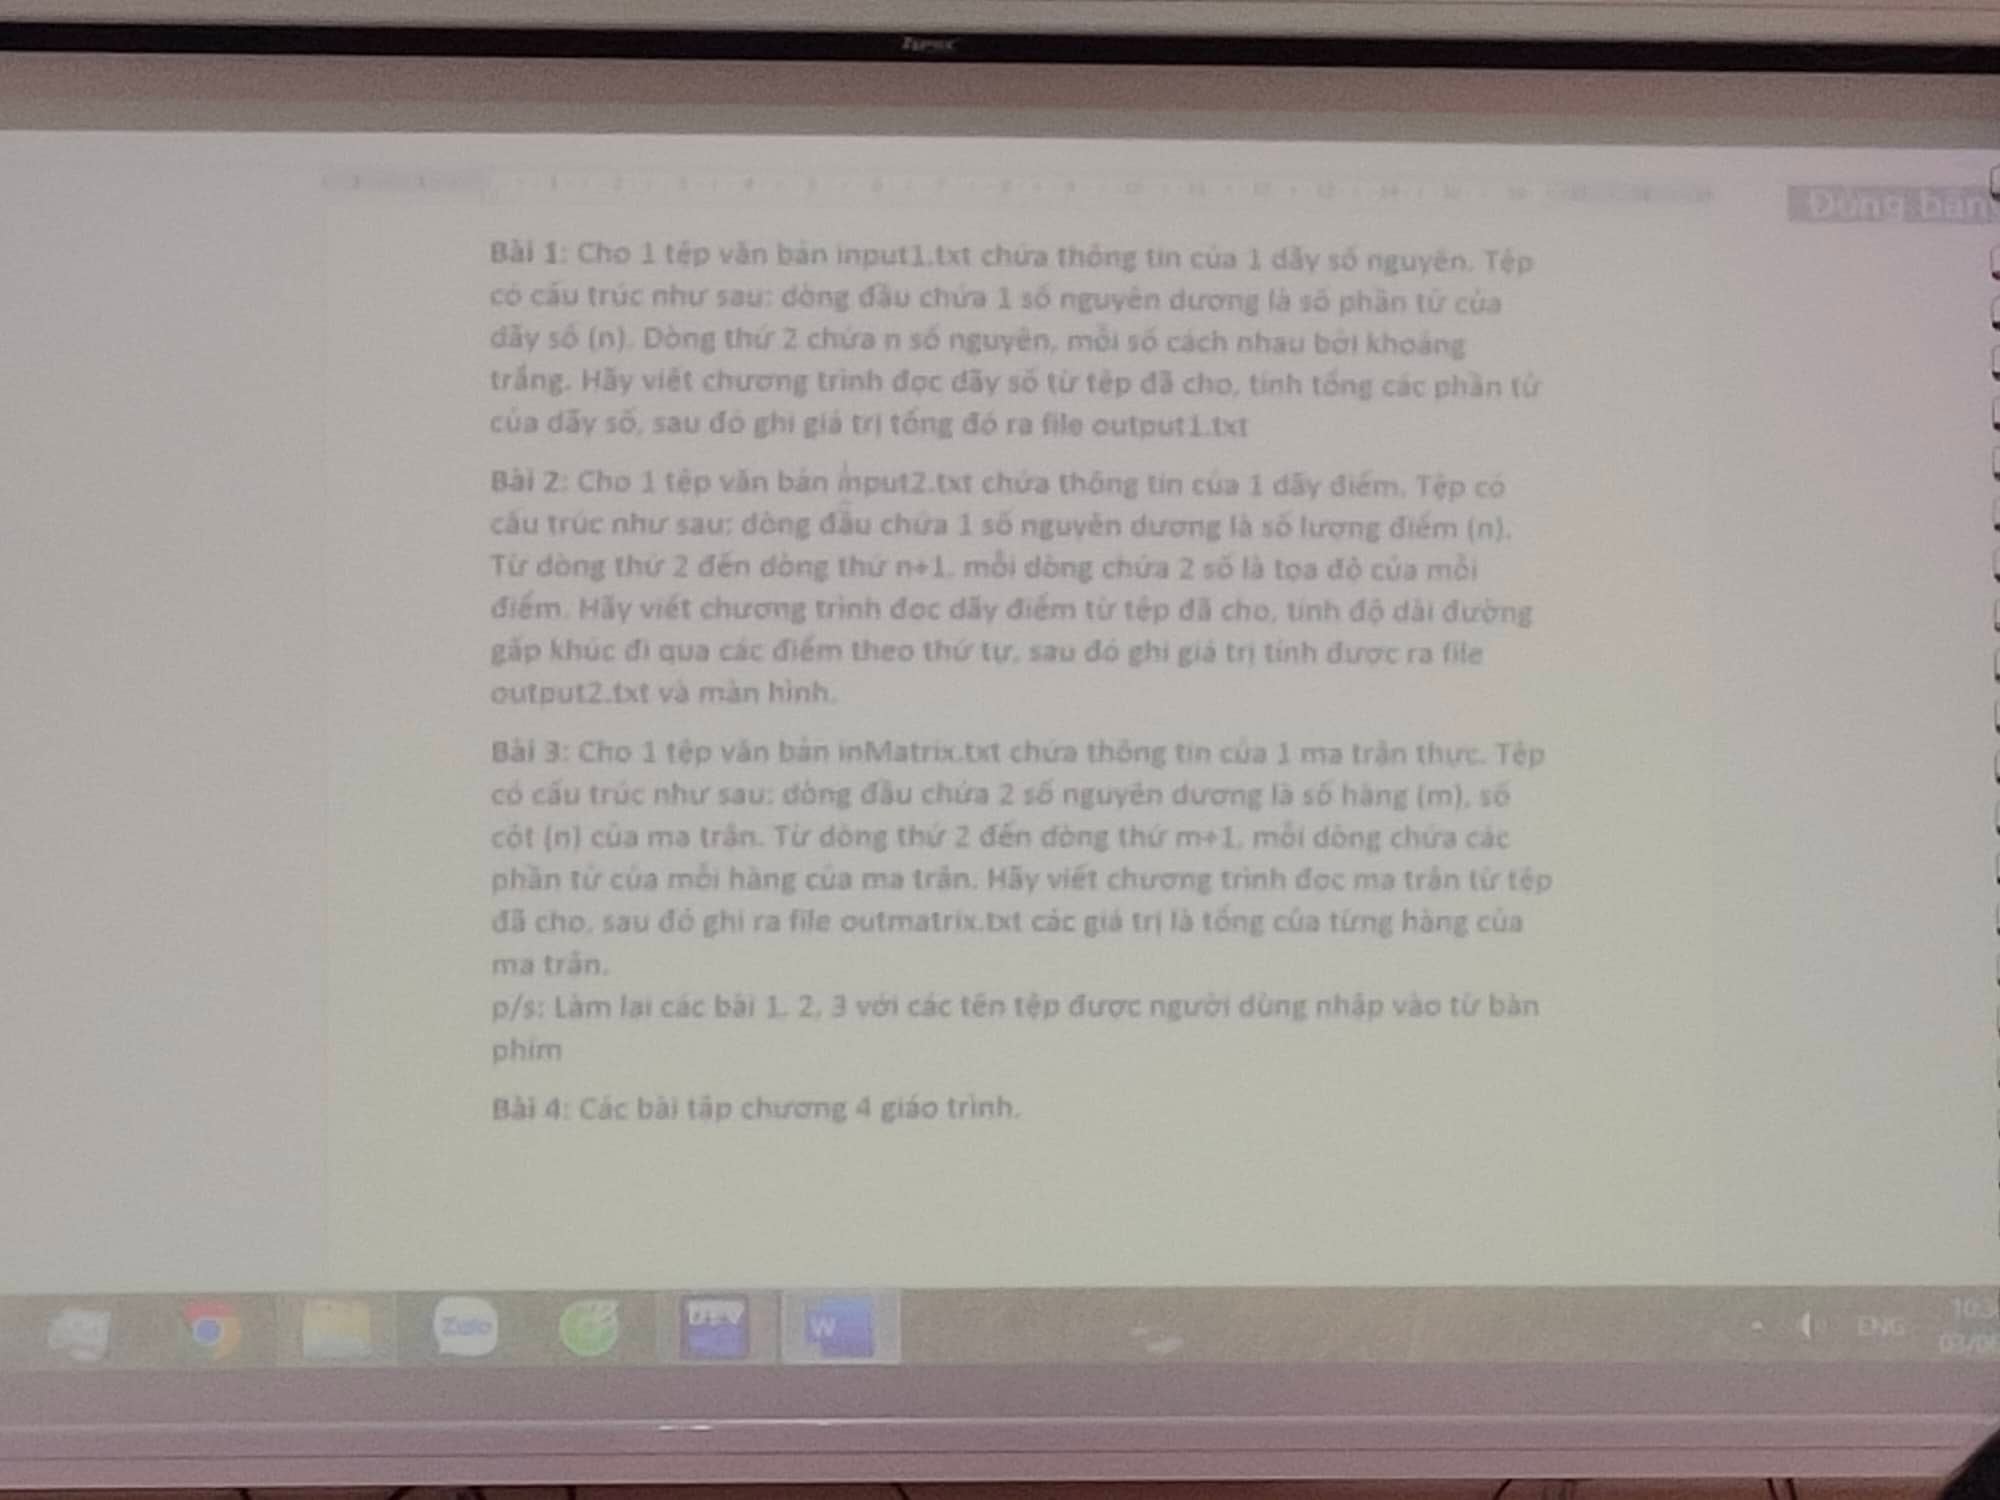 Đóng băn
Bài 1: Cho 1 tệp văn bản input1.txt chứa thông tin của 1 dãy số nguyên. Tệp
có cấu trúc như sau: dòng đầu chứa 1 số nguyên dương là số phần tử của
dãy số (n). Dòng thứ 2 chứa n số nguyên, mỗi số cách nhau bởi khoảng
trắng. Hãy viết chương trình đọc dãy số từ tệp đã cho, tính tổng các phần tử
của dãy số, sau đó ghi giá trị tổng đó ra file output1.txt
Bài 2: Cho 1 tệp văn bản input2.txt chứa thông tin của 1 dãy điểm. Tệp có
cấu trúc như sau: dòng đầu chứa 1 số nguyên dương là số lượng điểm (n).
Từ dòng thứ 2 đến dòng thứ n+1, mỗi dòng chứa 2 số là tọa độ của mỗi
điểm. Hãy viết chương trình đọc dãy điểm từ tệp đã cho, tính độ dài đường
gấp khúc đi qua các điểm theo thứ tự, sau đó ghi giá trị tính được ra file
output2.txt và màn hình.
Bài 3: Cho 1 tệp văn bản inMatrix.txt chứa thông tin của 1 ma trận thực. Tệp
có cấu trúc như sau: dòng đầu chứa 2 số nguyên dương là số hàng (m), số
cột (n) của ma trận. Từ dòng thứ 2 đến dòng thứ m+1, mỗi dòng chứa các
phần tử của mỗi hàng của ma trận. Hãy viết chương trình đọc ma trận từ tệp
đã cho, sau đó ghi ra file outmatrix.txt các giá trị là tổng của từng hàng của
ma trận.
p/s: Làm lại các bài 1, 2, 3 với các tên tệp được người dùng nhập vào từ bàn
phím
Bài 4: Các bài tập chương 4 giáo trình.
Zalo
DEV
W
ENG